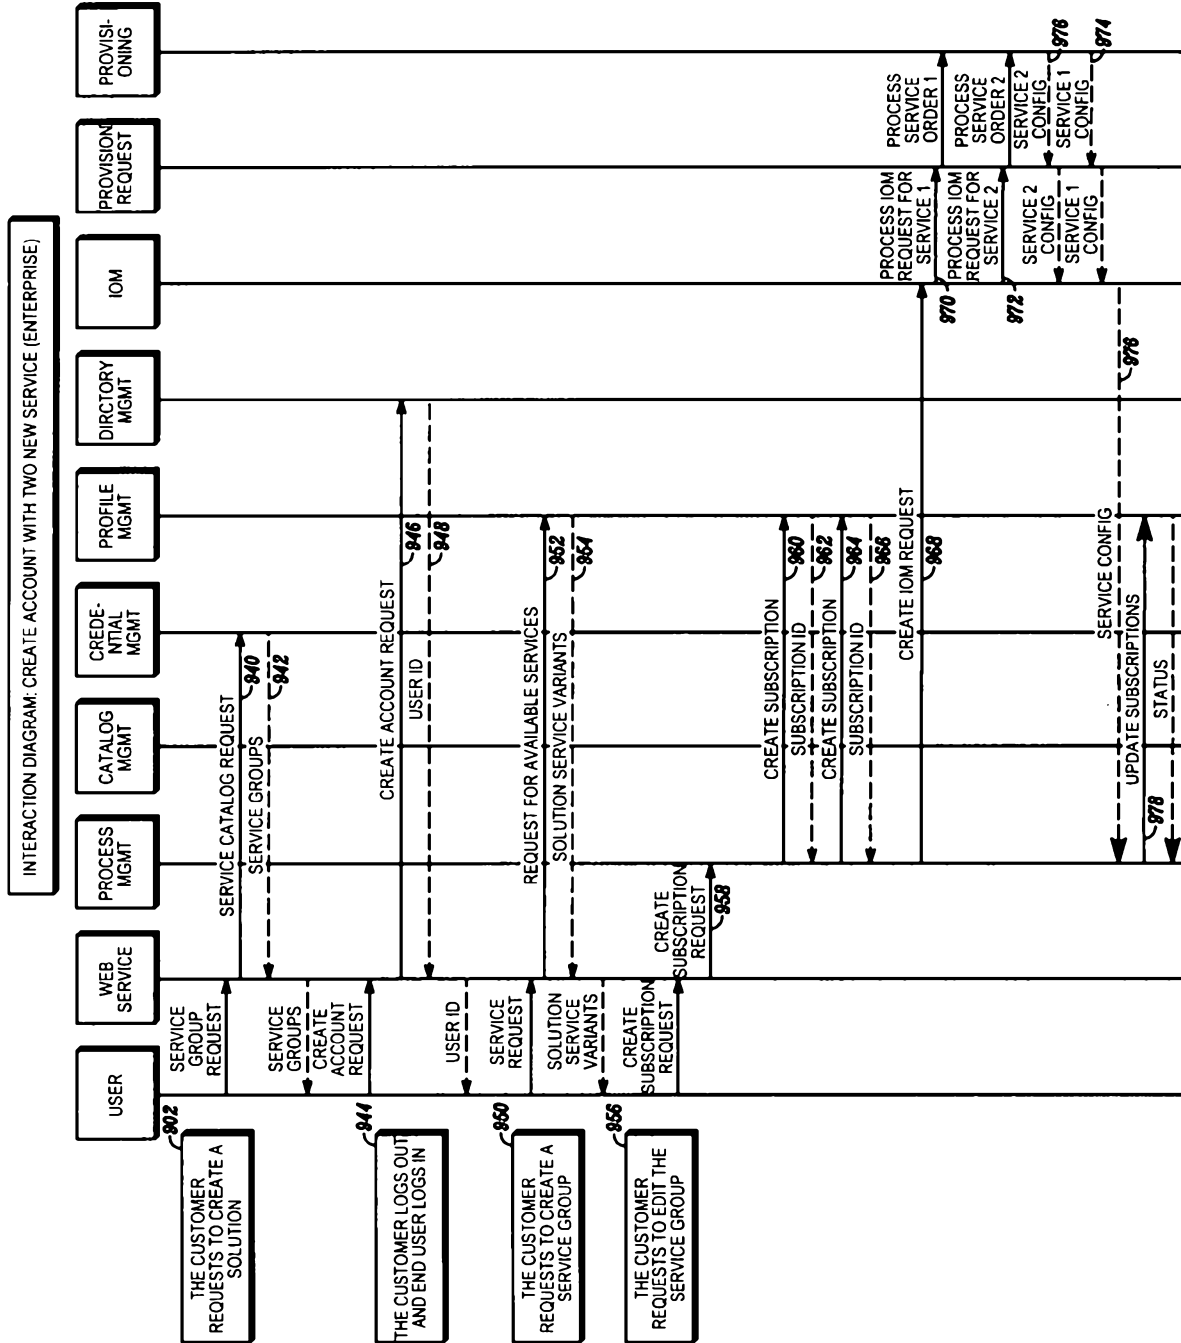 INTERACTION DIAGRAM: CREATE ACCOUNT WITH TWO NEW SERVICE (ENTERPRISE)
USER
WEB
SERVICE
PROCESS
MGMT
CATALOG
MGMT
CREDE-
NTIAL
MGMT
PROFILE
MGMT
DIRCTORY
MGMT
IOM
PROVISION
REQUEST
PROVISI-
ONING
902
THE CUSTOMER
REQUESTS TO CREATE A
SOLUTION
SERVICE
GROUP
REQUEST
SERVICE CATALOG REQUEST
940
SERVICE GROUPS
942
SERVICE
GROUPS
944
THE CUSTOMER LOGS OUT
AND END USER LOGS IN
CREATE
ACCOUNT
REQUEST
CREATE ACCOUNT REQUEST
946
USER ID
948
USER ID
950
THE CUSTOMER
REQUESTS TO CREATE A
SERVICE GROUP
SERVICE
REQUEST
REQUEST FOR AVAILABLE SERVICES
952
SOLUTION SERVICE VARIANTS
954
SOLUTION
SERVICE
VARIANTS
956
THE CUSTOMER
REQUESTS TO EDIT THE
SERVICE GROUP
CREATE
SUBSCRIPTION
REQUEST
CREATE
SUBSCRIPTION
REQUEST
958
CREATE SUBSCRIPTION
960
SUBSCRIPTION ID
962
CREATE SUBSCRIPTION
964
SUBSCRIPTION ID
966
CREATE IOM REQUEST
968
PROCESS IOM
REQUEST FOR
SERVICE 1
970
PROCESS
SERVICE
ORDER 1
PROCESS IOM
REQUEST FOR
SERVICE 2
972
PROCESS
SERVICE
ORDER 2
SERVICE 2
CONFIG
976
SERVICE 2
CONFIG
SERVICE 1
CONFIG
974
SERVICE 1
CONFIG
SERVICE CONFIG
976
UPDATE SUBSCRIPTIONS
978
STATUS